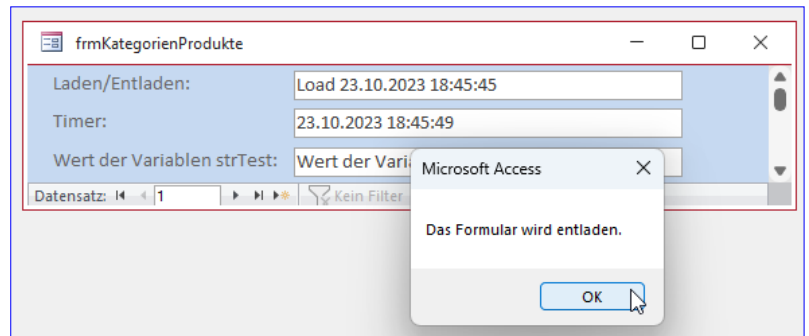 frmKategorienProdukte
Laden/Entladen: Load 23.10.2023 18:45:45
Timer: 23.10.2023 18:45:49
Wert der Variablen strTest: Wert der Vari
Microsoft Access
Datensatz: 1 Kein Filter
Das Formular wird entladen.
OK